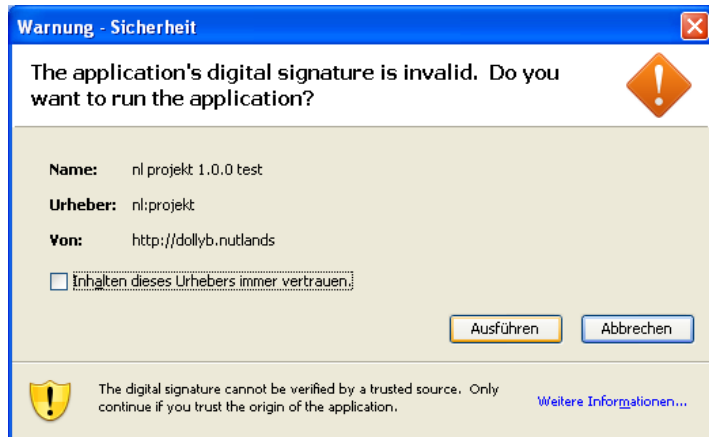 Warnung - Sicherheit
The application's digital signature is invalid. Do you
want to run the application?
Name: nl projekt 1.0.0 test
Urheber: nl:projekt
Von: http://dollyb.nutlands
Inhalten dieses Urhebers immer vertrauen.
Ausführen Abbrechen
The digital signature cannot be verified by a trusted source. Only
continue if you trust the origin of the application.
Weitere Informationen...